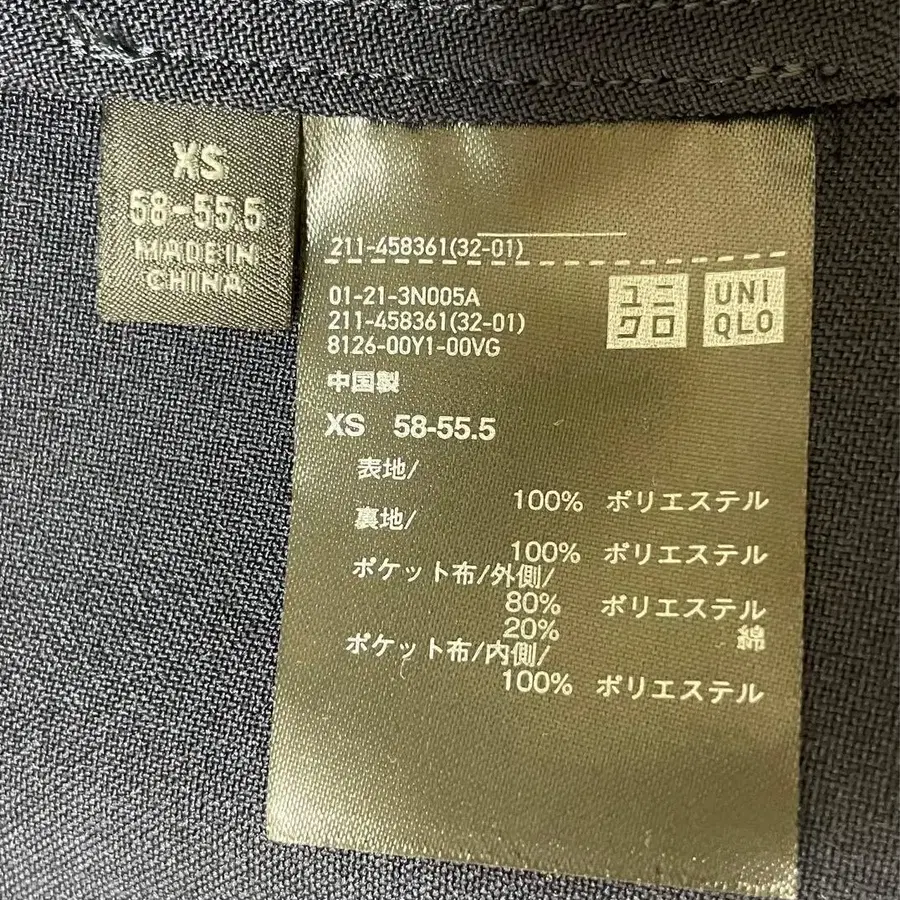 XS
58-55.5
MADE IN
CHINA
211-458361(32-01)
01-21-3N005A
211-458361(32-01)
8126-00Y1-00VG
ユニ
クロ
UNI
QLO
中国製
XS 58-55.5
表地/
100% ポリエステル
裏地/
100% ポリエステル
ポケット布/外側/
80% ポリエステル
20% 綿
ポケット布/内側/
100% ポリエステル